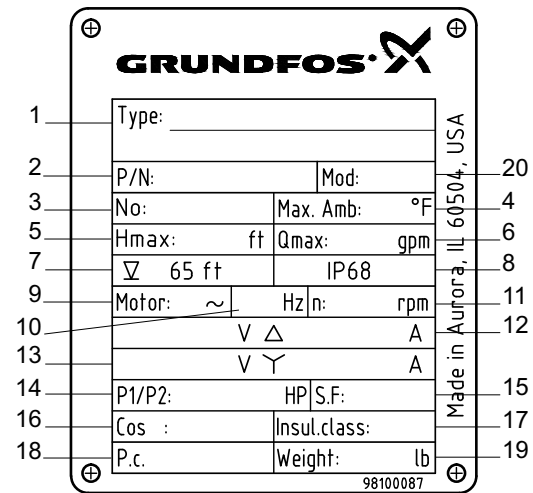 GRUNDFOS
1 Type:
2 P/N: Mod: 20
3 No: Max. Amb: °F 4
5 Hmax: ft Qmax: gpm 6
7 65 ft IP68 8
9 Motor: ~ Hz n: rpm 11
10 V △ A 12
13 V Y A
14 P1/P2: HP S.F: 15
16 Cos : Insul.class: 17
18 P.c. Weight: lb 19
98100087
Made in Aurora, IL 60504, USA